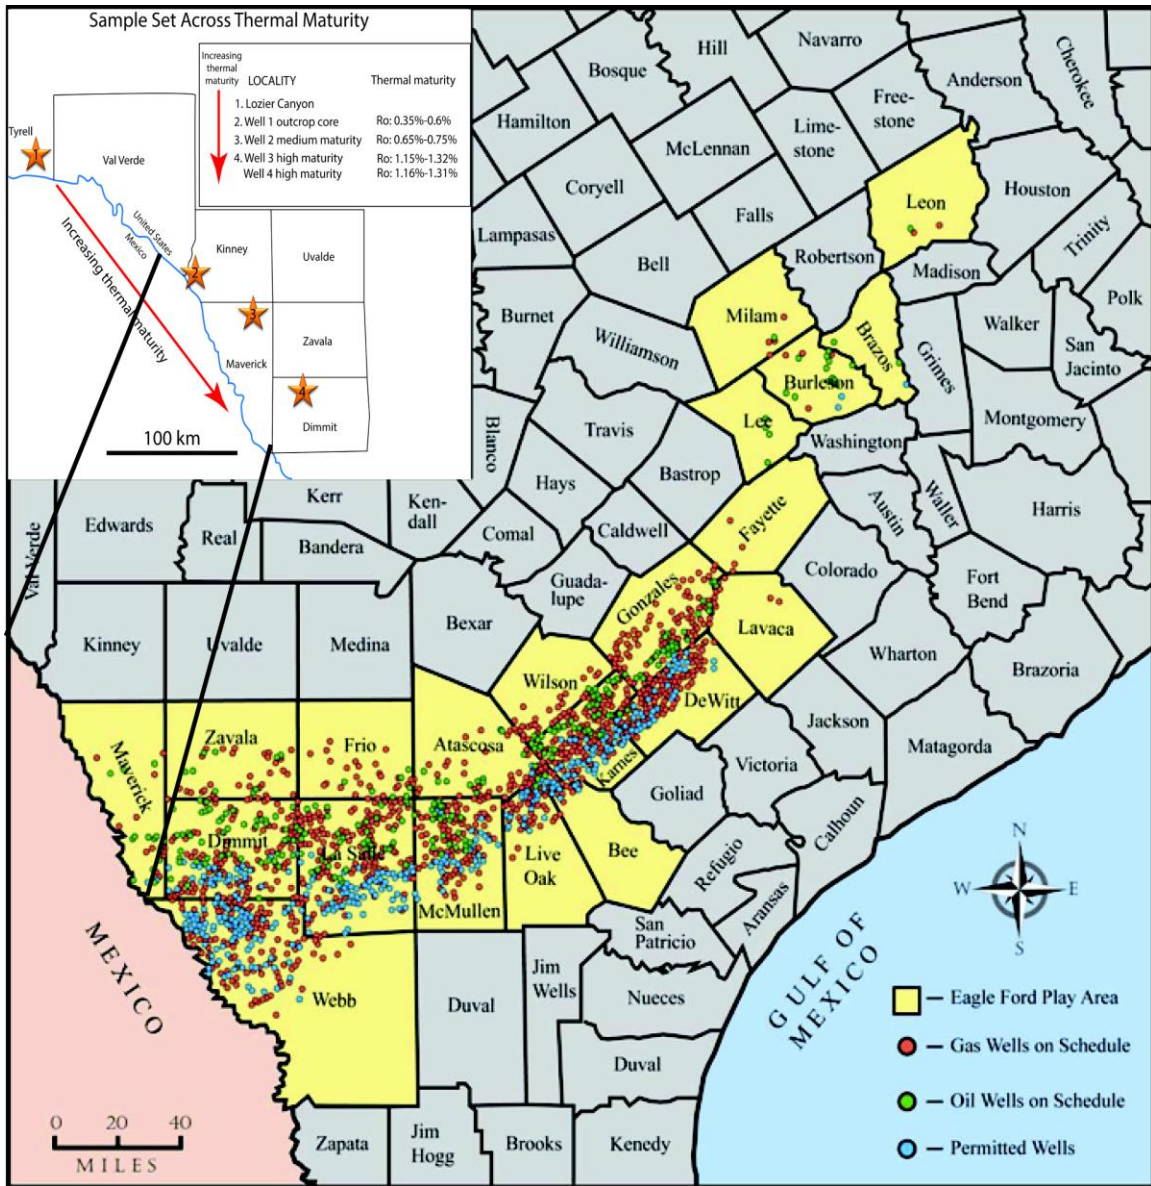 Sample Set Across Thermal Maturity
Increasing
thermal
maturity
LOCALITY
Thermal maturity
1. Lozier Canyon
2. Well 1 outcrop core
Ro: 0.35%-0.6%
3. Well 2 medium maturity
Ro: 0.65%-0.75%
4. Well 3 high maturity
Ro: 1.15%-1.32%
Well 4 high maturity
Ro: 1.16%-1.31%
Tyrell
1
Val Verde
United States
Mexico
Increasing thermal maturity
2
Kinney
Uvalde
3
Maverick
Zavala
4
Dimmit
100 km
Hill
Navarro
Bosque
Anderson
Cherokee
Free-
stone
Hamilton
Lime-
stone
McLennan
Coryell
Leon
Houston
Falls
Trinity
Lampasas
Robertson
Bell
Madison
Polk
Burnet
Milam
Walker
Williamson
Brazos
Grimes
San
Jacinto
Burleson
Lee
Montgomery
Blanco
Travis
Washington
Bastrop
Hays
Kerr
Ken-
dall
Austin
Waller
Harris
Edwards
Real
Fayette
Comal
Caldwell
Bandera
Val Verde
Colorado
Guada-
lupe
Gonzales
Fort
Bend
Bexar
Lavaca
Kinney
Uvalde
Medina
Wharton
Brazoria
Wilson
DeWitt
Jackson
Zavala
Frio
Atascosa
Matagorda
Maverick
Karnes
Victoria
Goliad
Calhoun
Dimmit
La Salle
Live
Oak
Bee
Refugio
McMullen
Aransas
San
Patricio
N
W
E
S
MEXICO
GULF OF
MEXICO
Webb
Duval
Jim
Wells
Nueces
Duval
Zapata
Jim
Hogg
Brooks
Kenedy
0 20 40
MILES
— Eagle Ford Play Area
— Gas Wells on Schedule
— Oil Wells on Schedule
— Permitted Wells